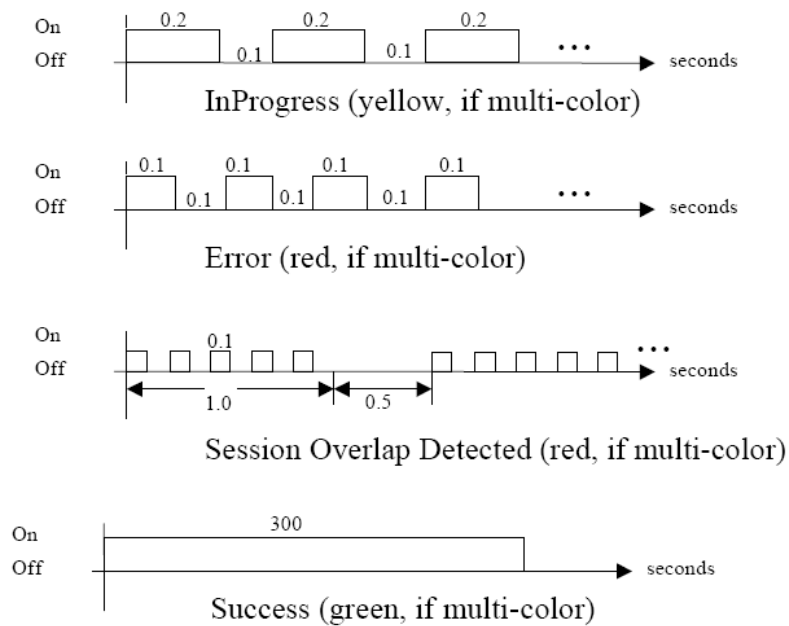 On 0.2 0.2 0.2
Off 0.1 0.1 ... seconds
InProgress (yellow, if multi-color)
On 0.1 0.1 0.1 0.1
Off 0.1 0.1 0.1 ... seconds
Error (red, if multi-color)
On 0.1
Off ... seconds
1.0 0.5
Session Overlap Detected (red, if multi-color)
On 300
Off seconds
Success (green, if multi-color)